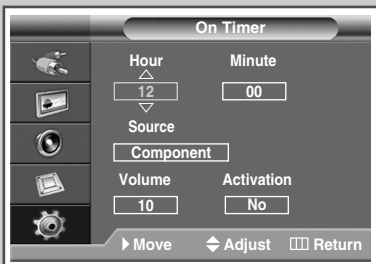 On Timer
Hour Minute
12 00
Source
Component
Volume Activation
10 No
Move Adjust Return